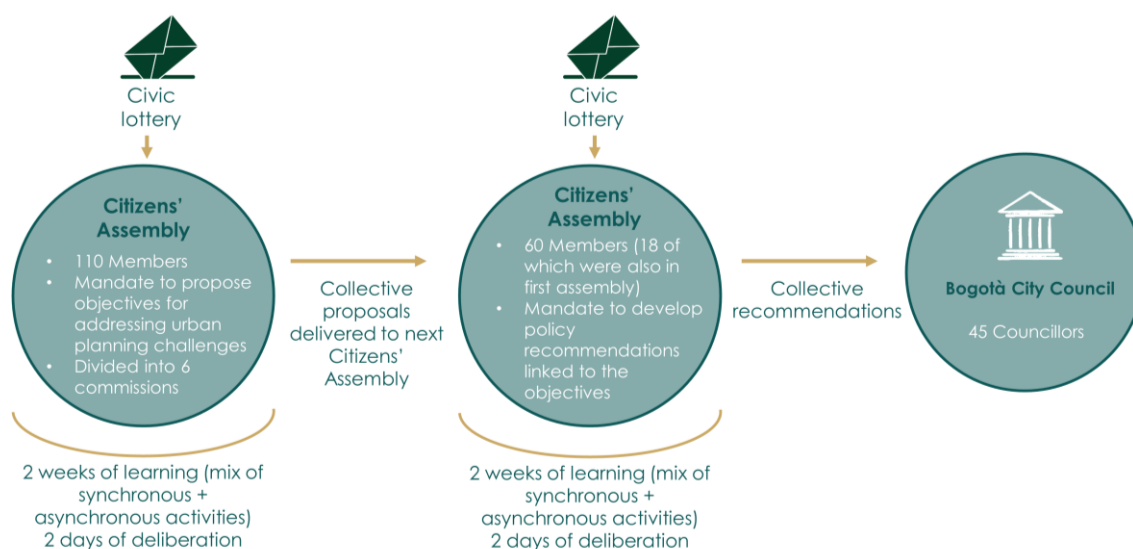 Civic
lottery
Citizens’
Assembly
• 110 Members
• Mandate to propose
objectives for
addressing urban
planning challenges
• Divided into 6
commissions
2 weeks of learning (mix of
synchronous +
asynchronous activities)
2 days of deliberation
Collective
proposals
delivered to next
Citizens’
Assembly
Civic
lottery
Citizens’
Assembly
• 60 Members (18 of
which were also in
first assembly)
• Mandate to develop
policy
recommendations
linked to the
objectives
2 weeks of learning (mix of
synchronous +
asynchronous activities)
2 days of deliberation
Collective
recommendations
Bogotà City Council
45 Councillors